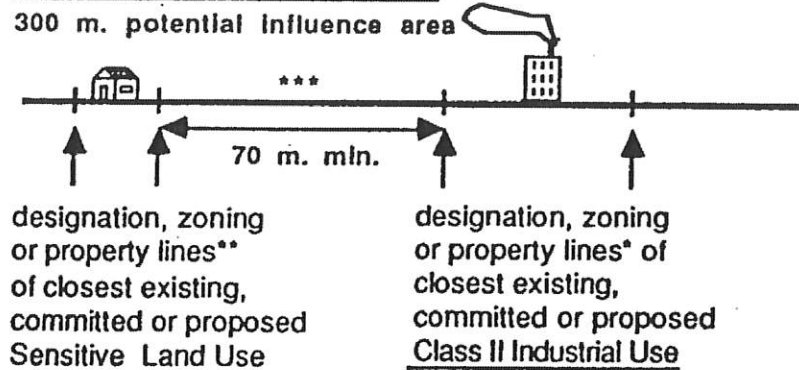 300 m. potential influence area
***
70 m. min.
designation, zoning
or property lines**
of closest existing,
committed or proposed
Sensitive Land Use
designation, zoning
or property lines* of
closest existing,
committed or proposed
Class II Industrial Use